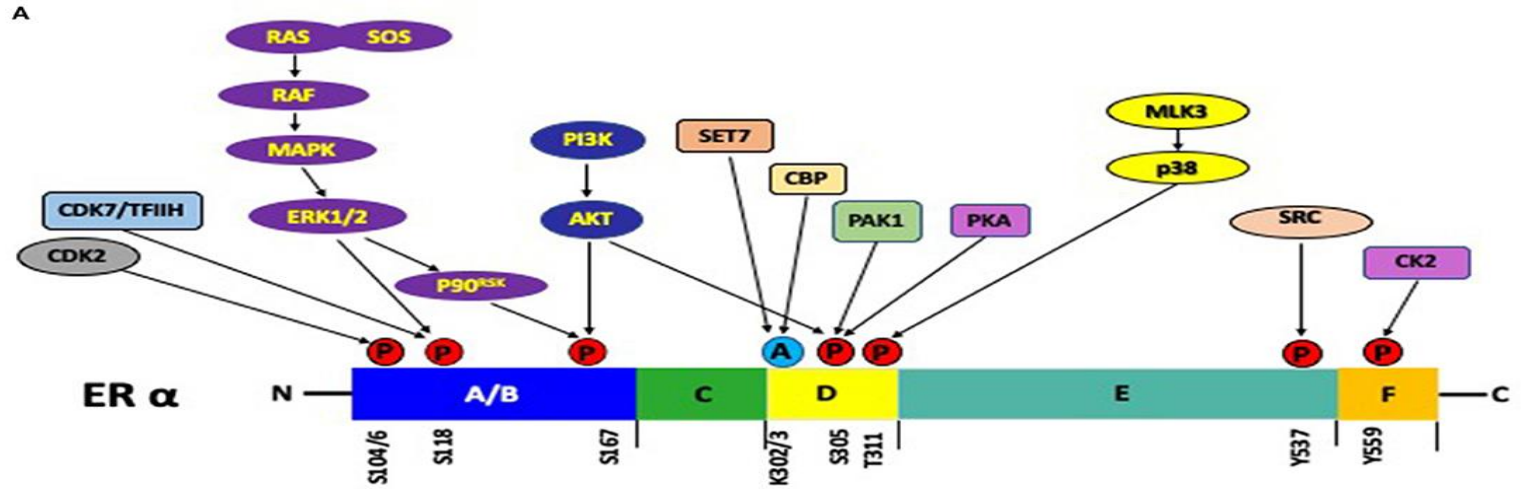 A
RAS SOS
RAF
MAPK
ERK1/2
P90RSK
CDK7/TFIIH
CDK2
PI3K
AKT
SET7
CBP
PAK1
PKA
MLK3
p38
SRC
CK2
P P P A P P P P
ER α N A/B C D E F C
S104/6 S118 S167 K302/3 S305 T311 Y537 Y559